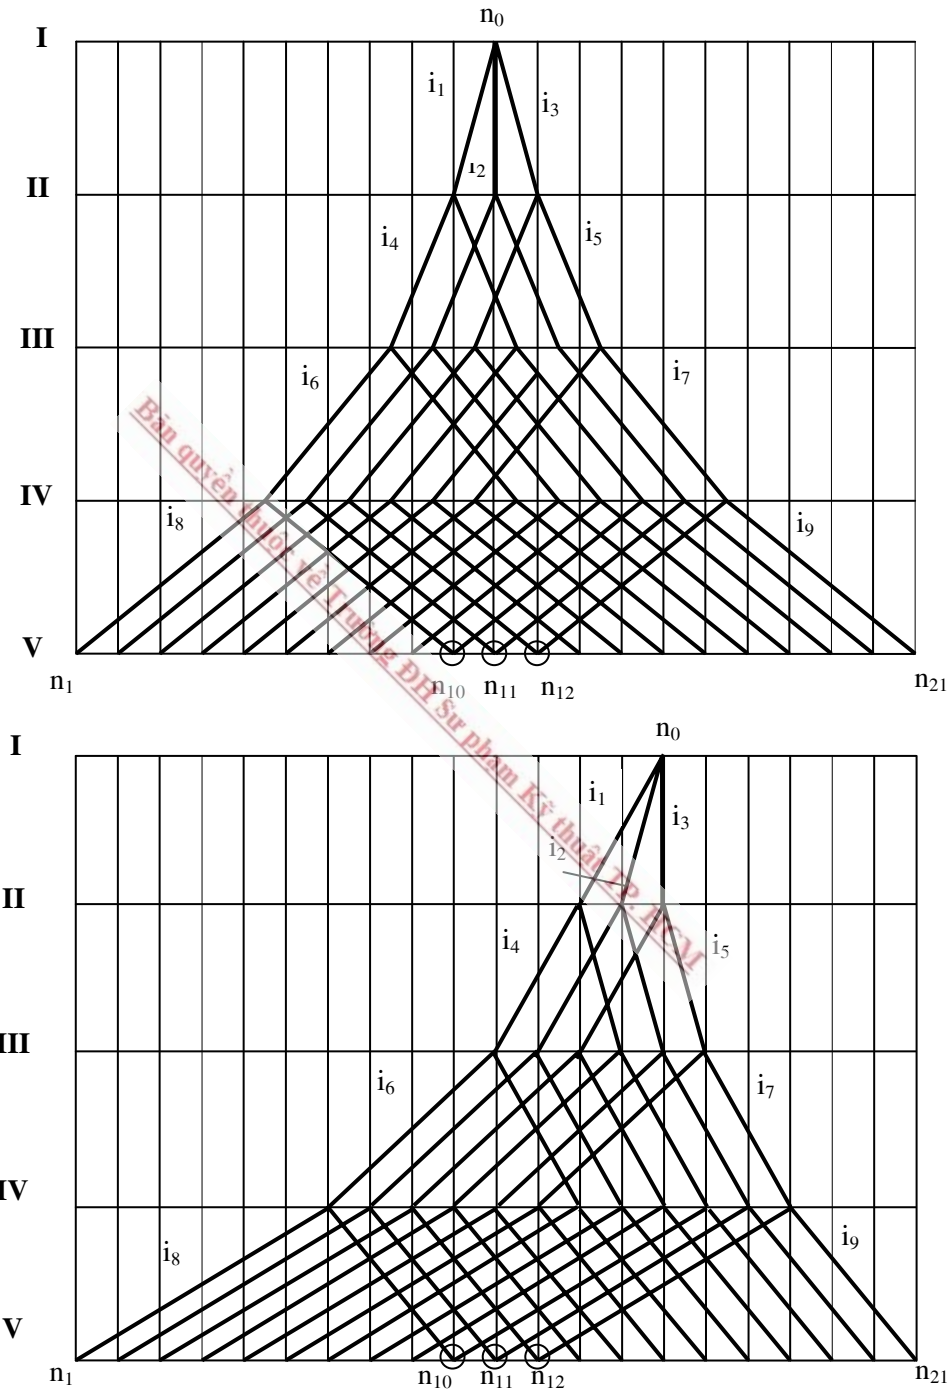 n₀
I
i₁
i₃
i₂
II
i₄
i₅
III
i₆
i₇
IV
i₈
i₉
V
n₁
n₁₀
n₁₁
n₁₂
n₂₁
Bản quyền thuộc về Trường ĐH Sư phạm Kỹ thuật TP. HCM
n₀
I
i₁
i₃
i₂
II
i₄
i₅
III
i₆
i₇
IV
i₈
i₉
V
n₁
n₁₀
n₁₁
n₁₂
n₂₁